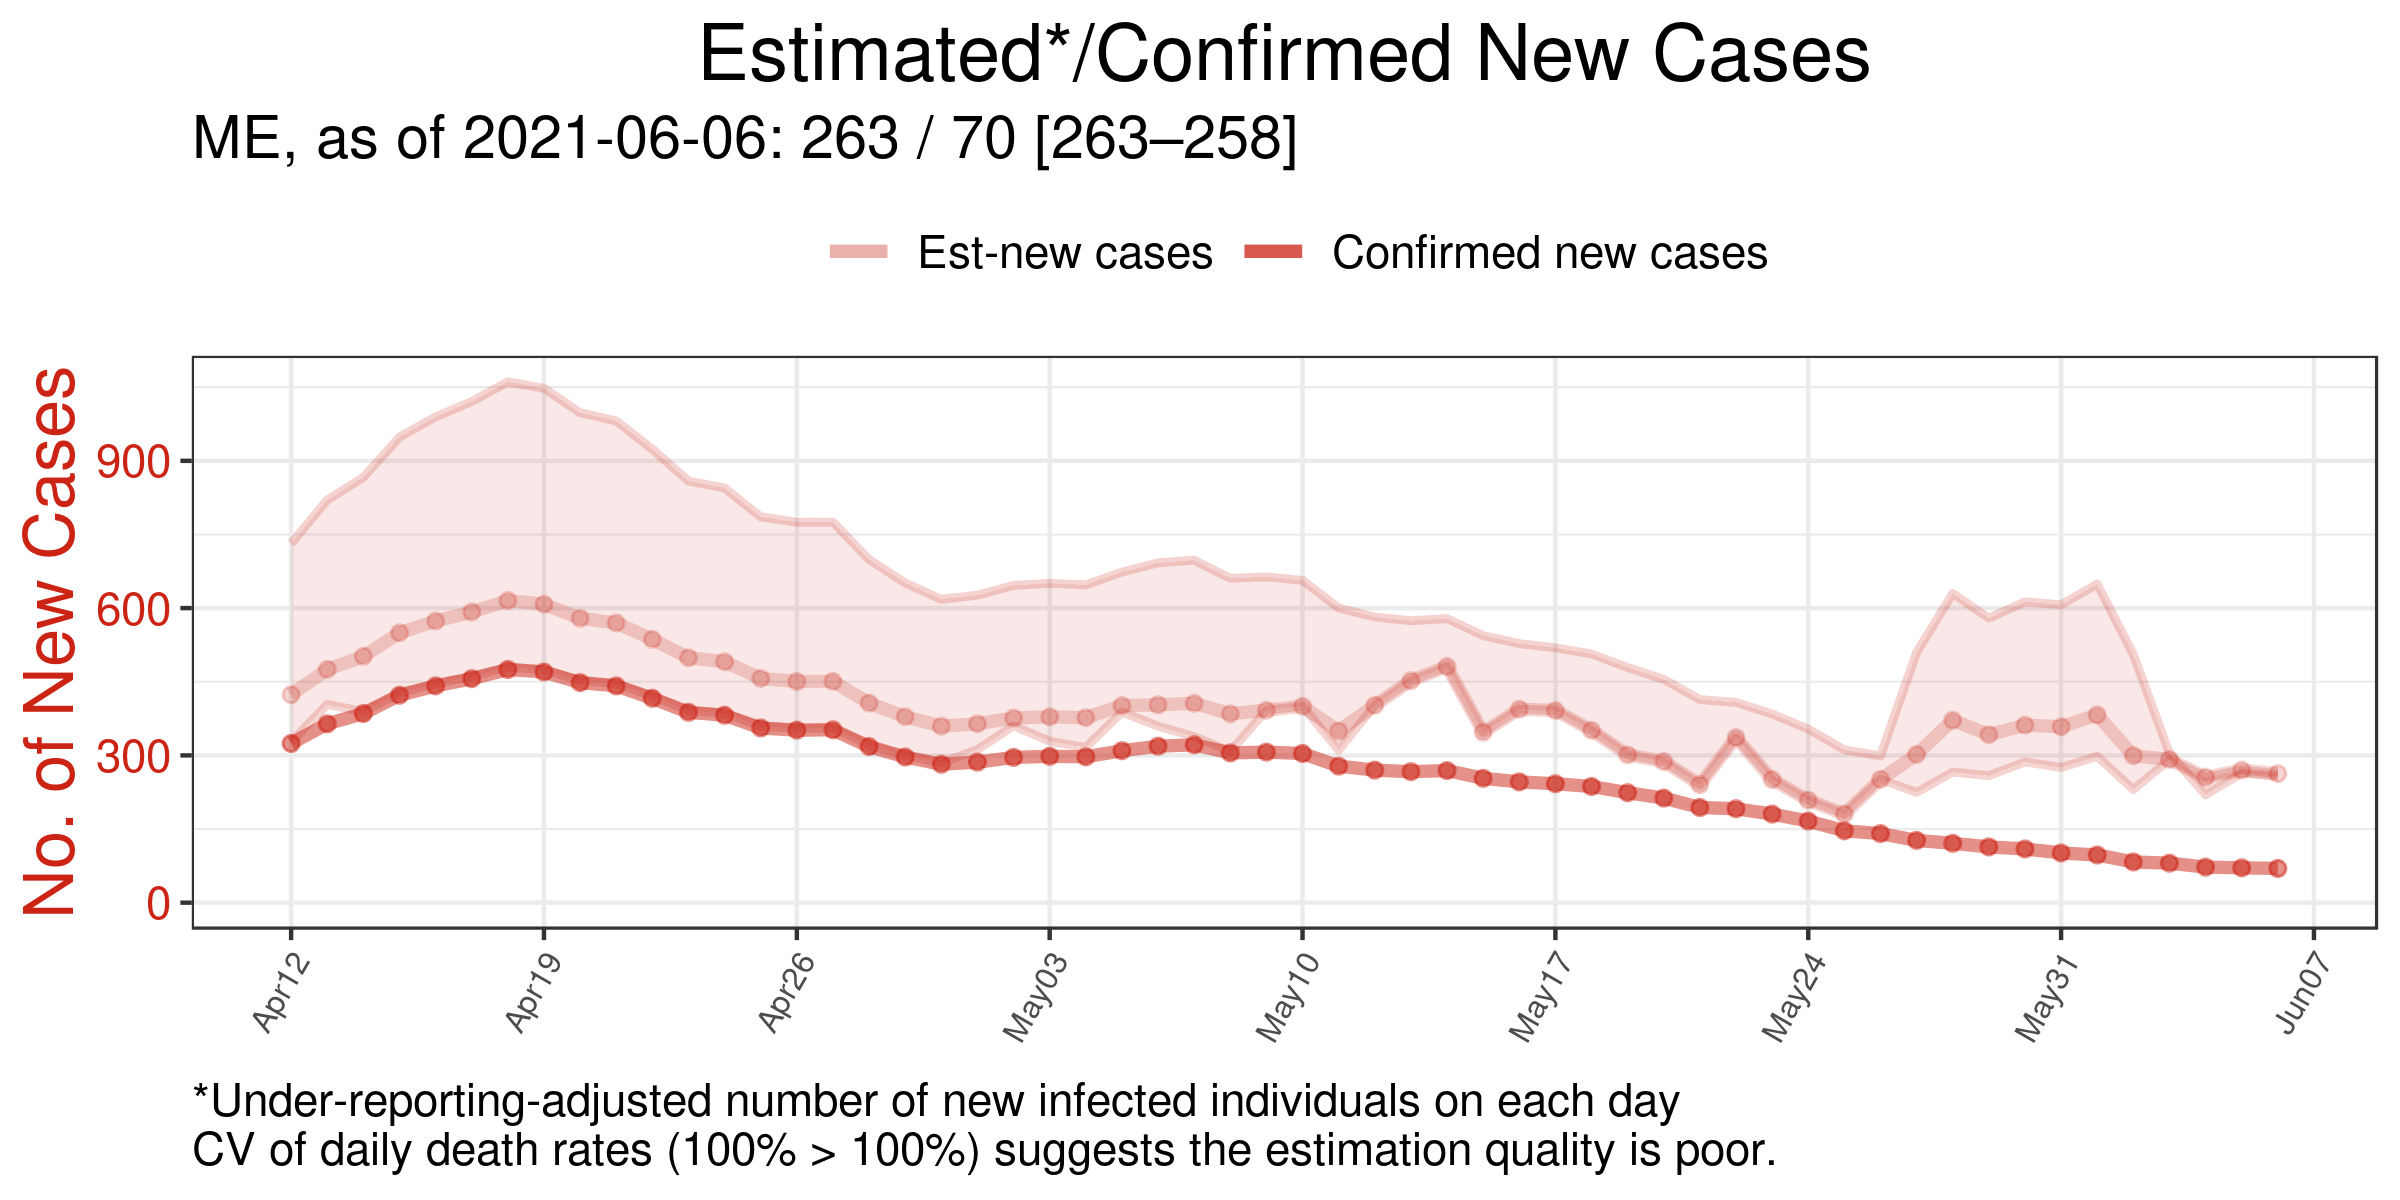 Estimated*/Confirmed New Cases
ME, as of 2021-06-06: 263 / 70 [263–258]
Est-new cases
Confirmed new cases
No. of New Cases
900
600
300
0
Apr12
Apr19
Apr26
May03
May10
May17
May24
May31
Jun07
*Under-reporting-adjusted number of new infected individuals on each day
CV of daily death rates (100% > 100%) suggests the estimation quality is poor.